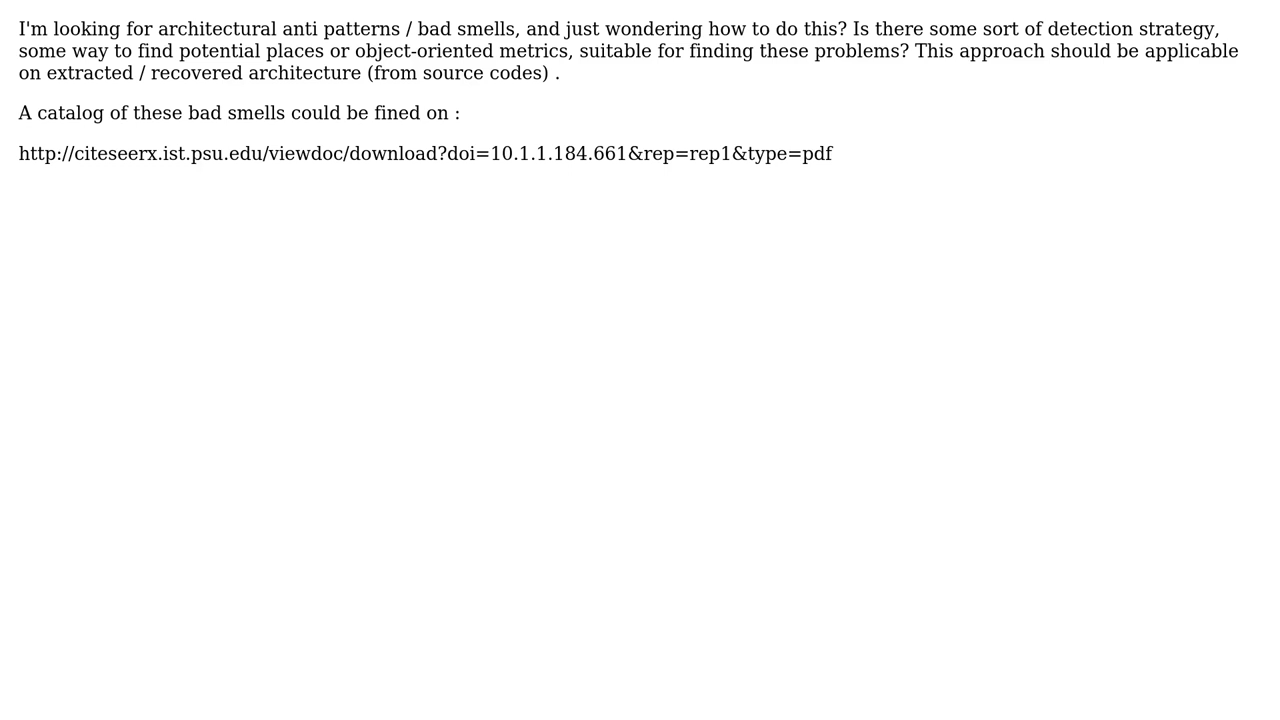 I'm looking for architectural anti patterns / bad smells, and just wondering how to do this? Is there some sort of detection strategy,
some way to find potential places or object-oriented metrics, suitable for finding these problems? This approach should be applicable
on extracted / recovered architecture (from source codes) .
A catalog of these bad smells could be fined on :
http://citeseerx.ist.psu.edu/viewdoc/download?doi=10.1.1.184.661&rep=rep1&type=pdf